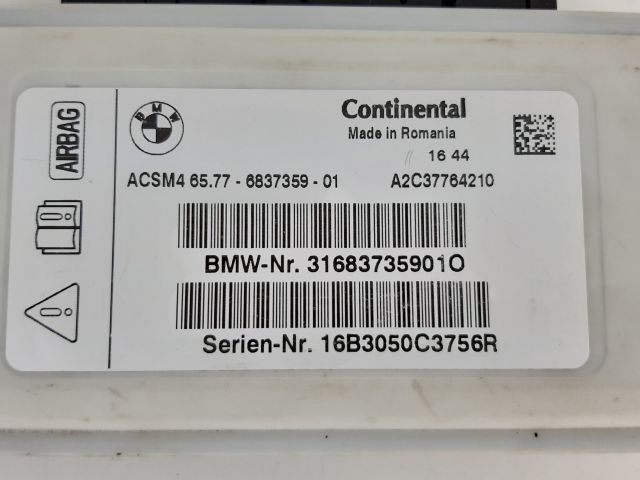 AIRBAG
BMW
Continental
Made in Romania
16 44
ACSM4 65.77 - 6837359 - 01 A2C37764210
BMW-Nr. 31683735901O
Serien-Nr. 16B3050C3756R